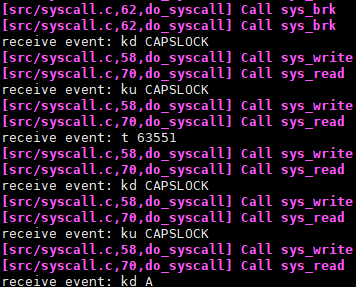 [src/syscall.c,62,do_syscall] Call sys_brk
[src/syscall.c,62,do_syscall] Call sys_brk
receive event: kd CAPSLOCK
[src/syscall.c,58,do_syscall] Call sys_write
[src/syscall.c,70,do_syscall] Call sys_read
receive event: ku CAPSLOCK
[src/syscall.c,58,do_syscall] Call sys_write
[src/syscall.c,70,do_syscall] Call sys_read
receive event: t 63551
[src/syscall.c,58,do_syscall] Call sys_write
[src/syscall.c,70,do_syscall] Call sys_read
receive event: kd CAPSLOCK
[src/syscall.c,58,do_syscall] Call sys_write
[src/syscall.c,70,do_syscall] Call sys_read
receive event: ku CAPSLOCK
[src/syscall.c,58,do_syscall] Call sys_write
[src/syscall.c,70,do_syscall] Call sys_read
receive event: kd A